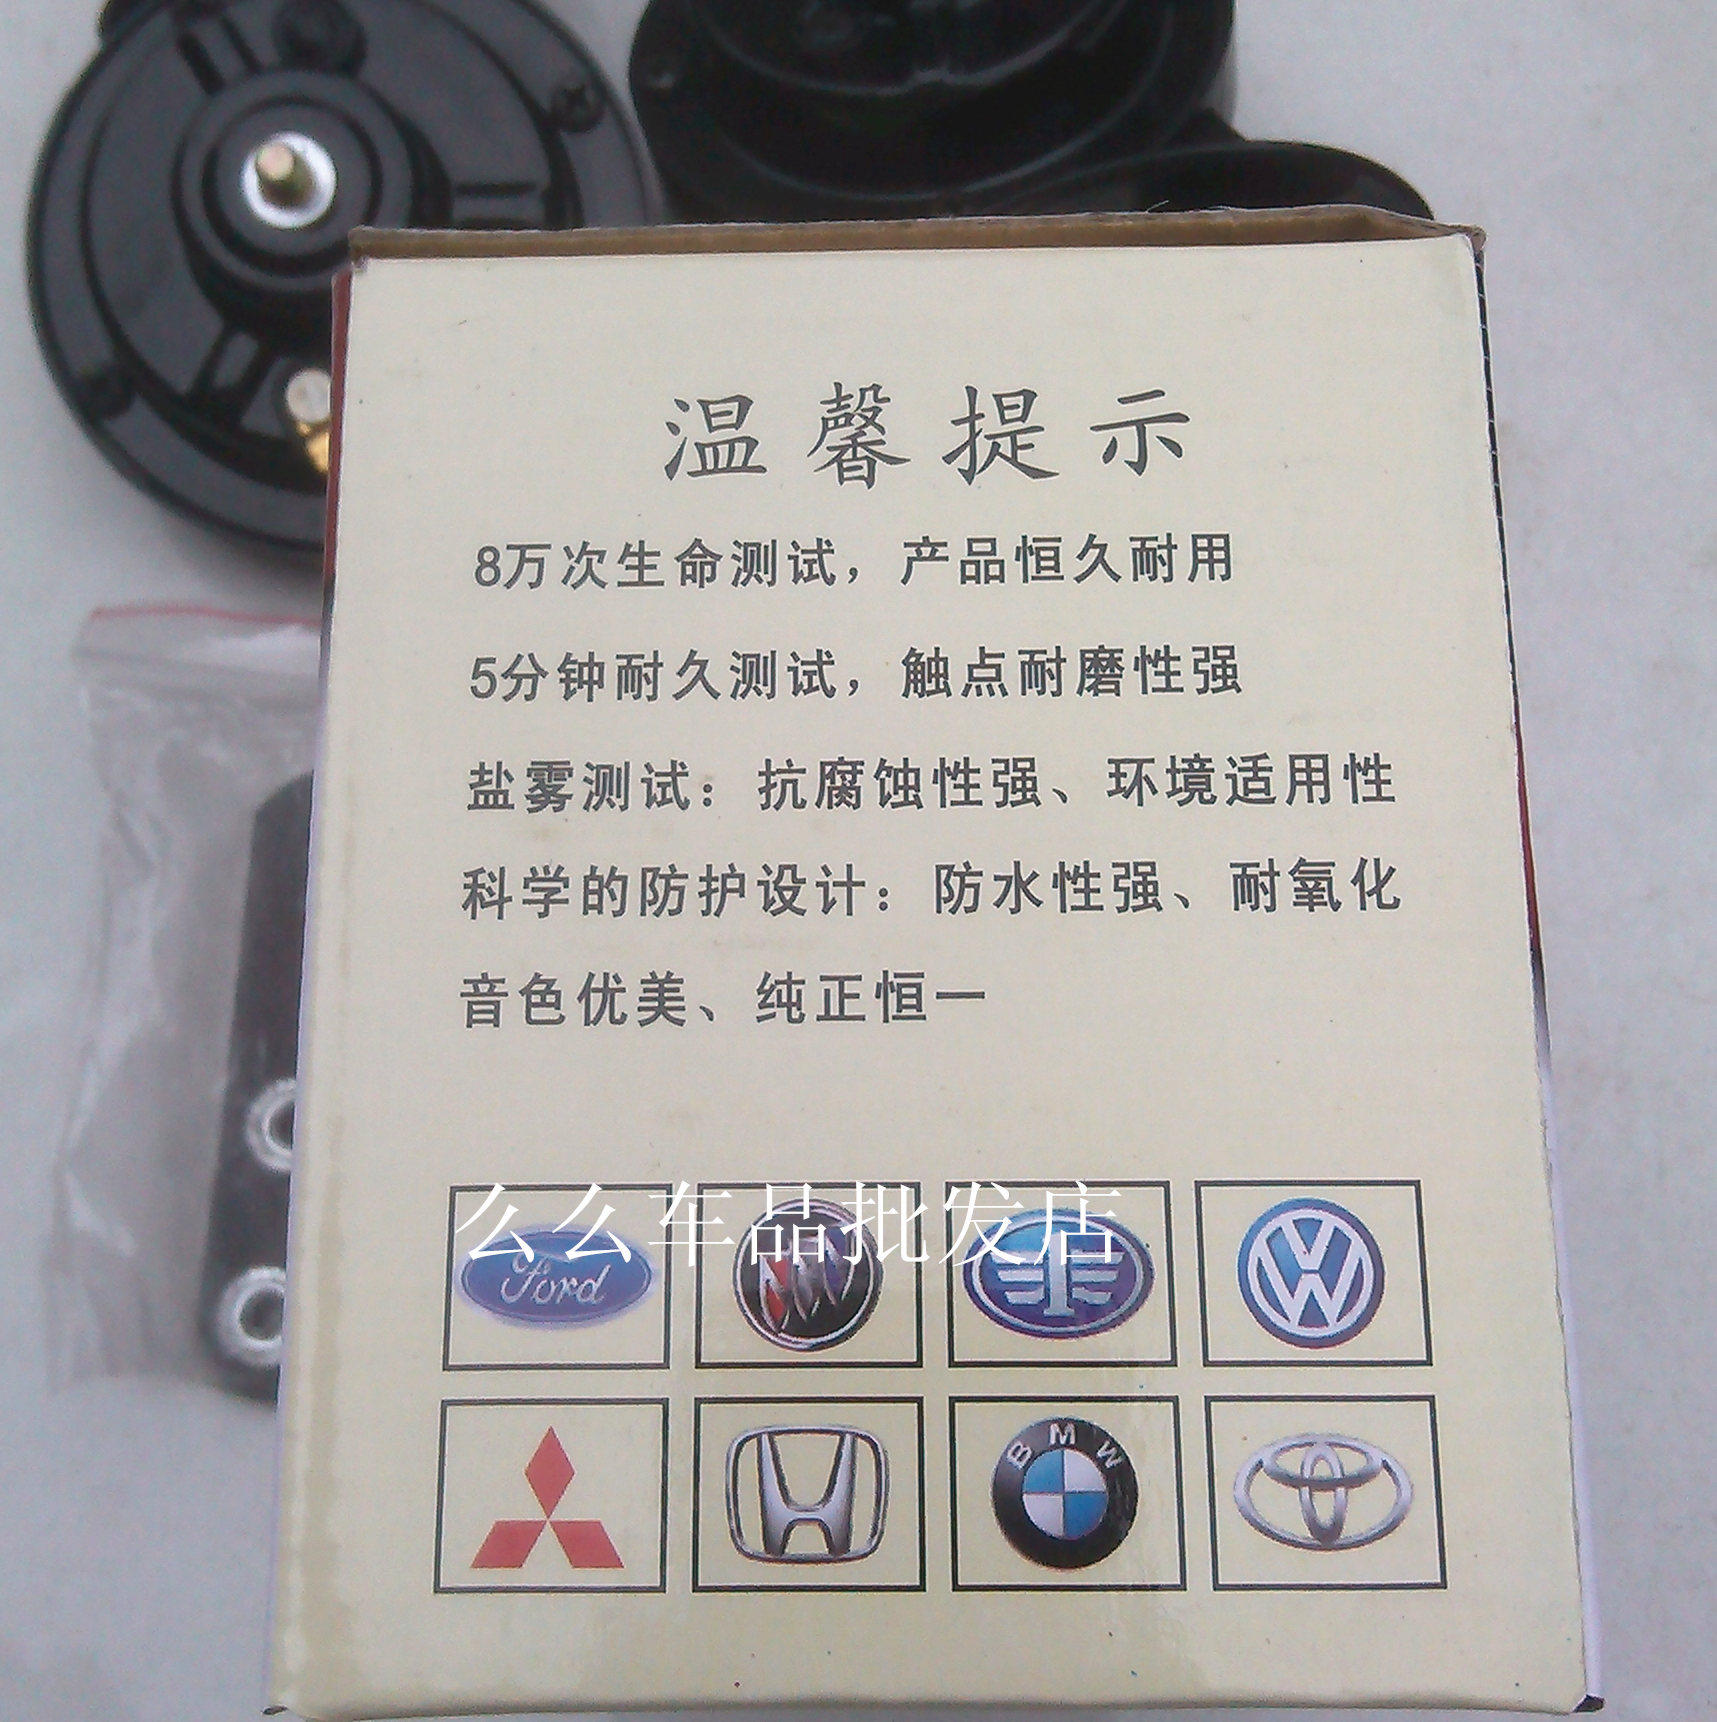 温馨提示
8万次生命测试，产品恒久耐用
5分钟耐久测试，触点耐磨性强
盐雾测试：抗腐蚀性强、环境适用性
科学的防护设计：防水性强、耐氧化
音色优美、纯正恒一
么么车品批发店
Ford
BMW